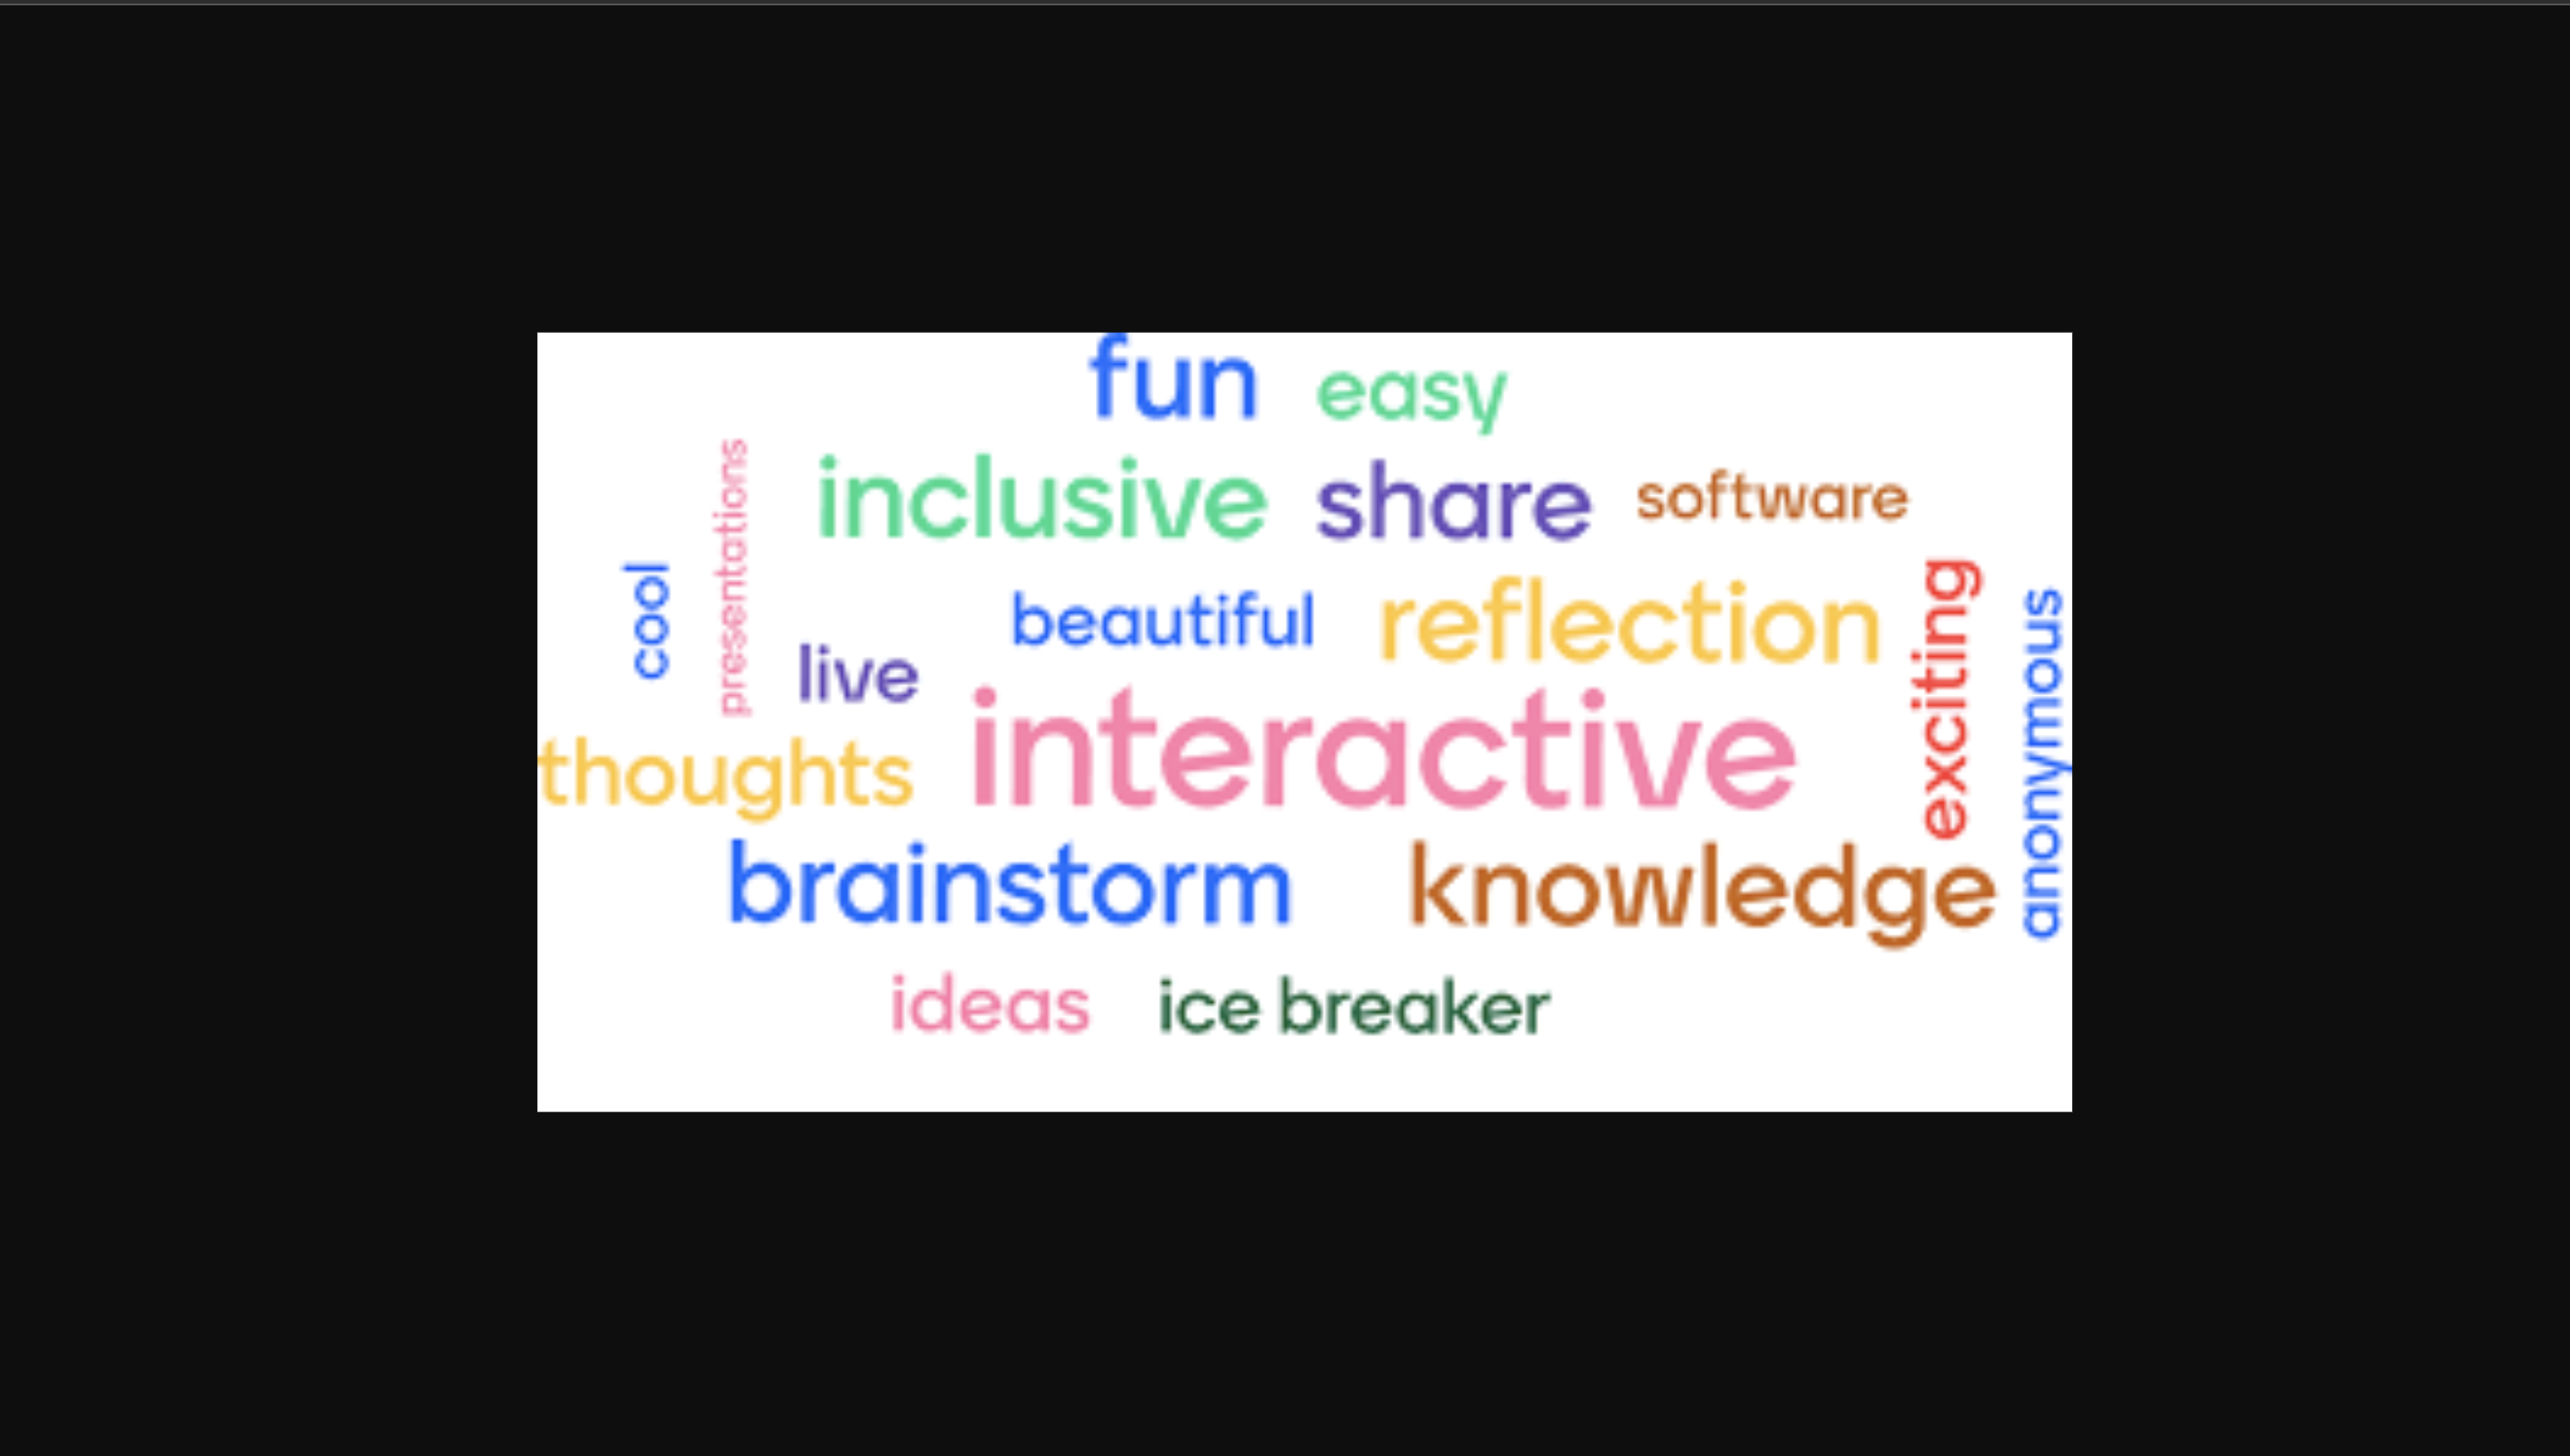 fun easy
inclusive share software
presentations
cool
beautiful reflection
live
exciting
anonymous
interactive
thoughts
brainstorm knowledge
ideas ice breaker